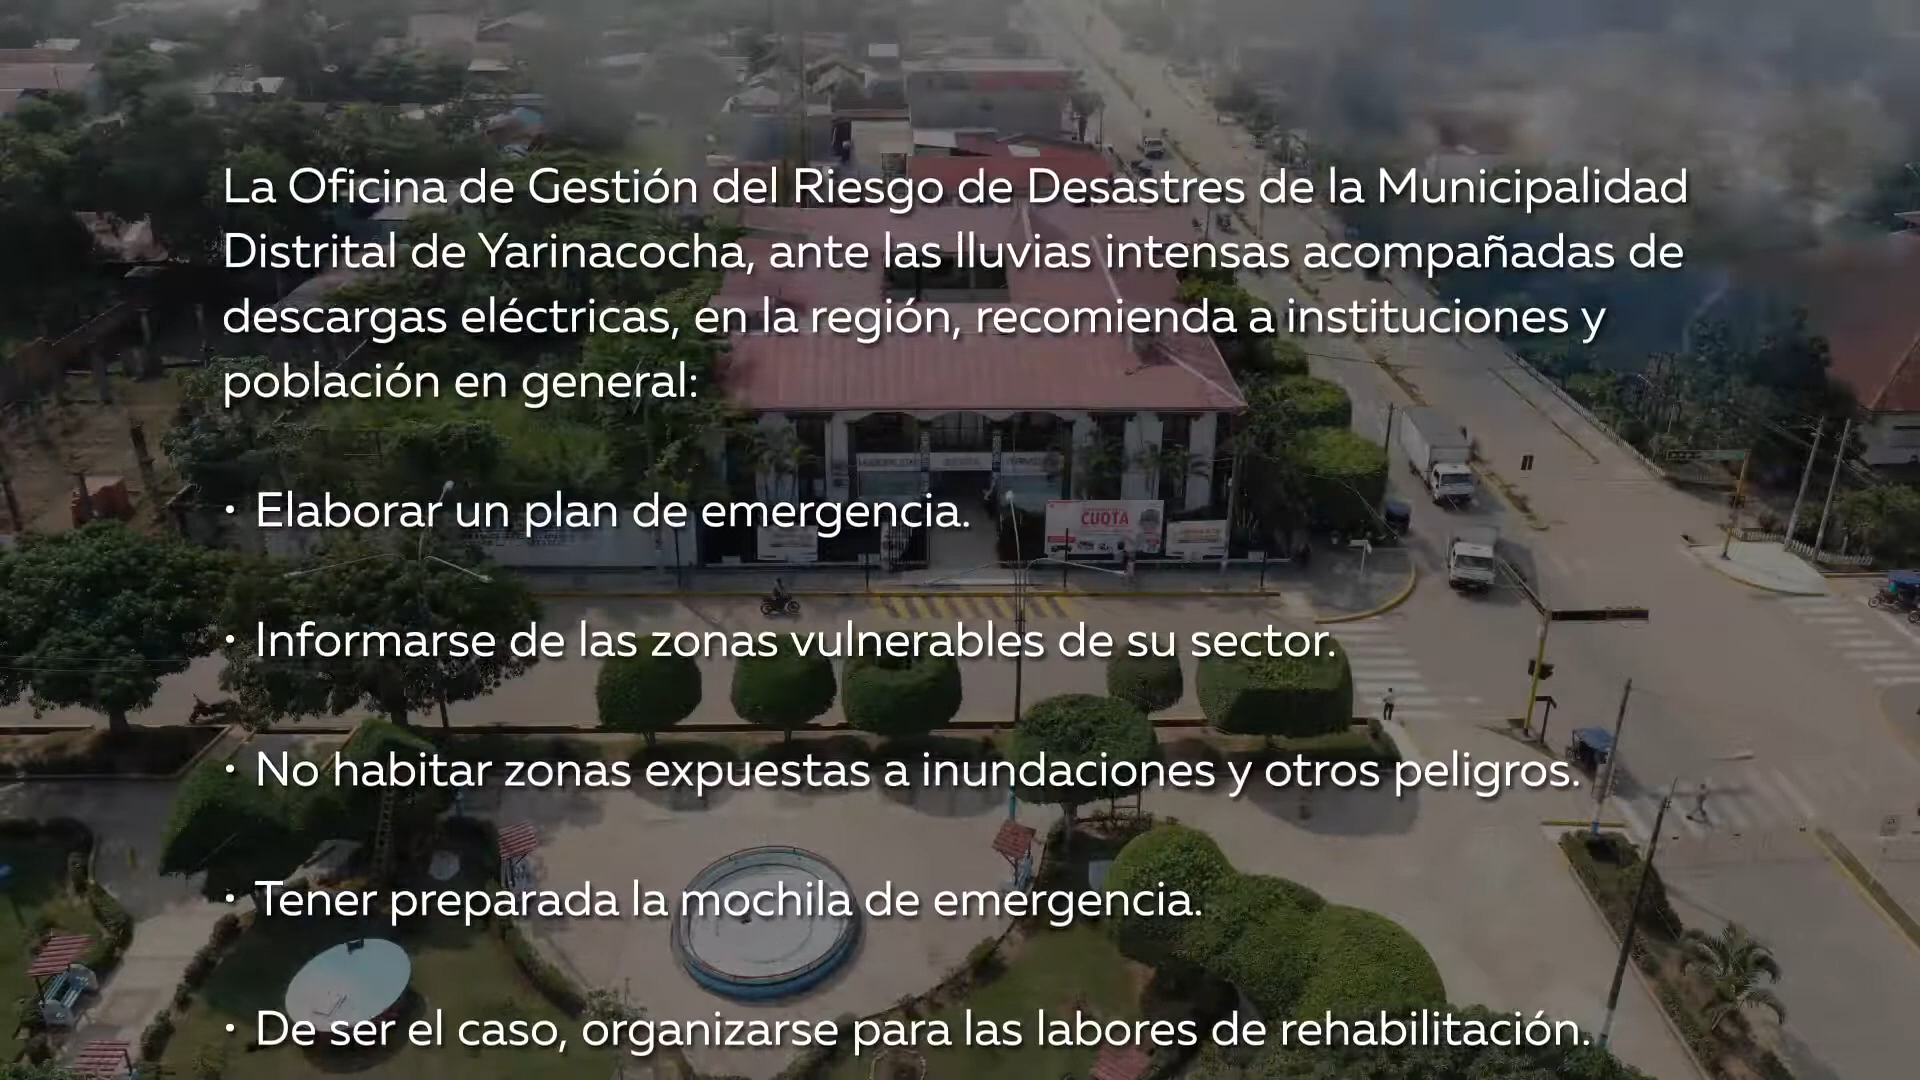 La Oficina de Gestión del Riesgo de Desastres de la Municipalidad
Distrital de Yarinacocha, ante las lluvias intensas acompañadas de
descargas eléctricas, en la región, recomienda a instituciones y
población en general:
• Elaborar un plan de emergencia.
CUOTA
• Informarse de las zonas vulnerables de su sector.
• No habitar zonas expuestas a inundaciones y otros peligros.
• Tener preparada la mochila de emergencia.
• De ser el caso, organizarse para las labores de rehabilitación.